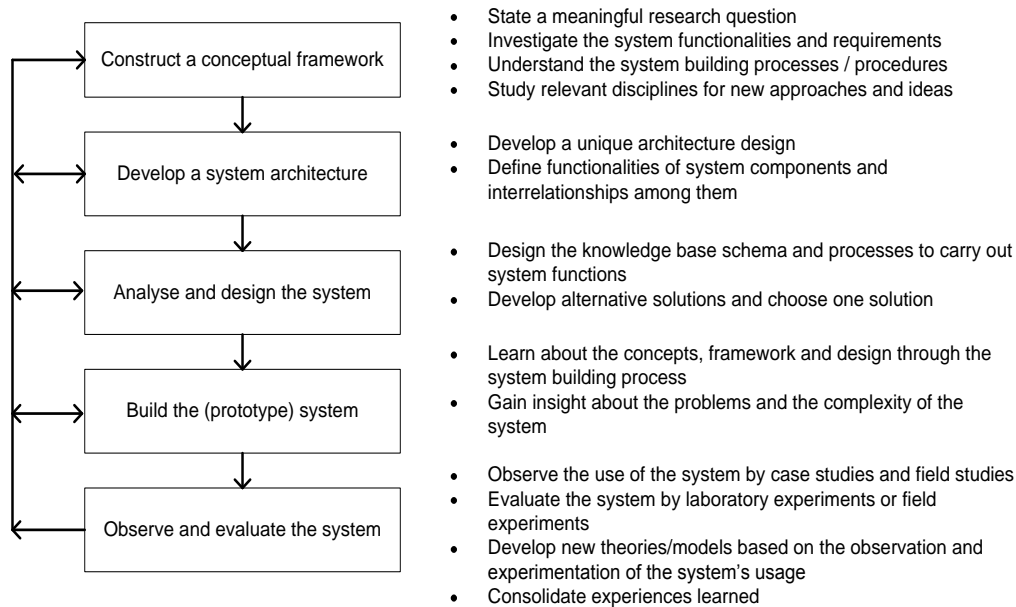 Construct a conceptual framework
• State a meaningful research question
• Investigate the system functionalities and requirements
• Understand the system building processes / procedures
• Study relevant disciplines for new approaches and ideas
Develop a system architecture
• Develop a unique architecture design
• Define functionalities of system components and
interrelationships among them
Analyse and design the system
• Design the knowledge base schema and processes to carry out
system functions
• Develop alternative solutions and choose one solution
Build the (prototype) system
• Learn about the concepts, framework and design through the
system building process
• Gain insight about the problems and the complexity of the
system
Observe and evaluate the system
• Observe the use of the system by case studies and field studies
• Evaluate the system by laboratory experiments or field
experiments
• Develop new theories/models based on the observation and
experimentation of the system's usage
• Consolidate experiences learned